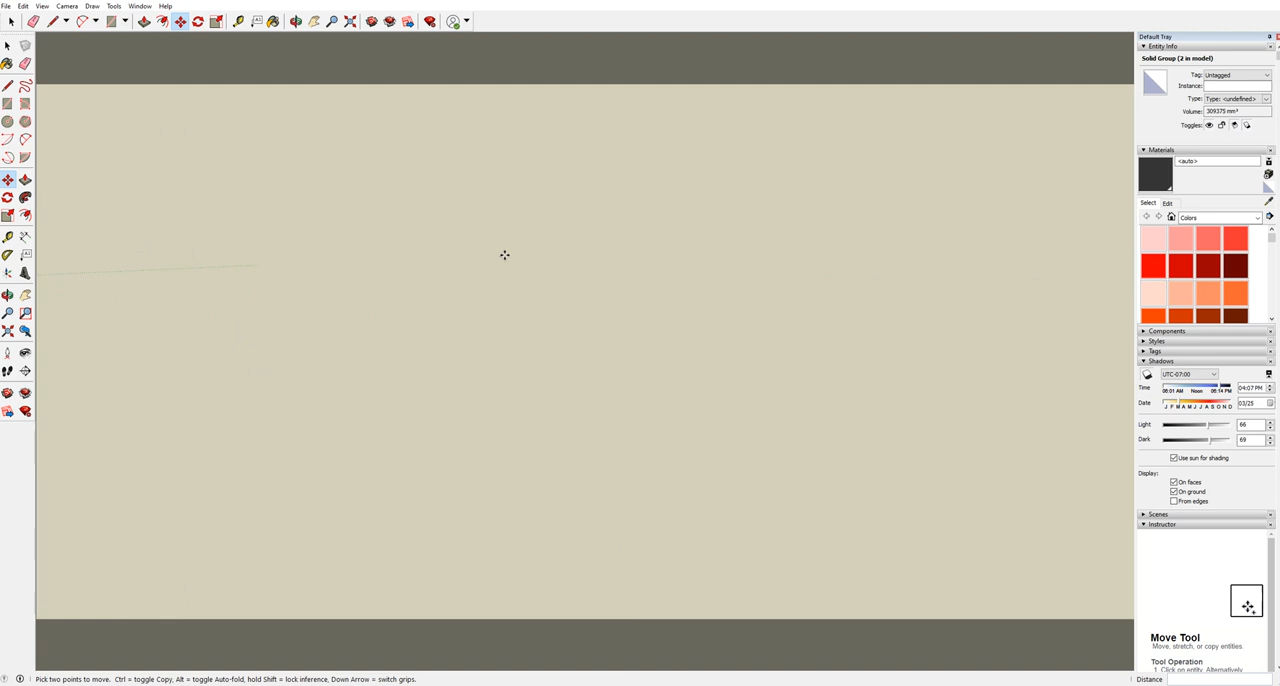 File Edit View Camera Draw Tools Window Help
Default Tray
Entity Info
Solid Group (2 in model)
Tag: Untagged
Instance:
Type: Type: <undefined>
Volume: 309375 mm³
Toggles:
Materials
<auto>
Select Edit
Colors
Components
Styles
Tags
Shadows
UTC-07:00
Time 06:01 AM Noon 06:14 PM 04:07 PM
Date J F M A M J J A S O N D 03/25
Light 66
Dark 69
Use sun for shading
Display:
On faces
On ground
From edges
Scenes
Instructor
Move Tool
Move, stretch, or copy entities.
Tool Operation
1. Click on entity. Alternatively,
Pick two points to move. Ctrl = toggle Copy, Alt = toggle Auto-fold, hold Shift = lock inference, Down Arrow = switch grips.
Distance